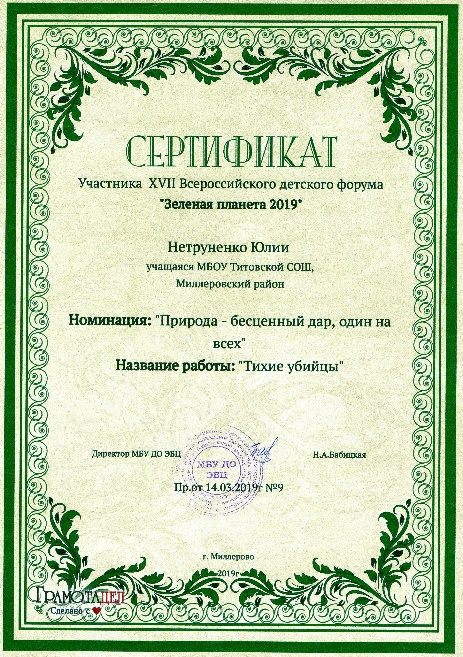 СЕРТИФИКАТ
Участника XVII Всероссийского детского форума
"Зеленая планета 2019"
Нетруненко Юлии
учащаяся МБОУ Титовской СОШ,
Миллеровский район
Номинация: "Природа - бесценный дар, один на
всех"
Название работы: "Тихие убийцы"
Директор МБУ ДО ЭБЦ
Н.А.Бабицкая
МБУ ДО
ЭБЦ
Пр.от 14.03.2019г №9
г. Миллерово
2019г
ГРАМОТАДЕЛ
Сделано с ❤